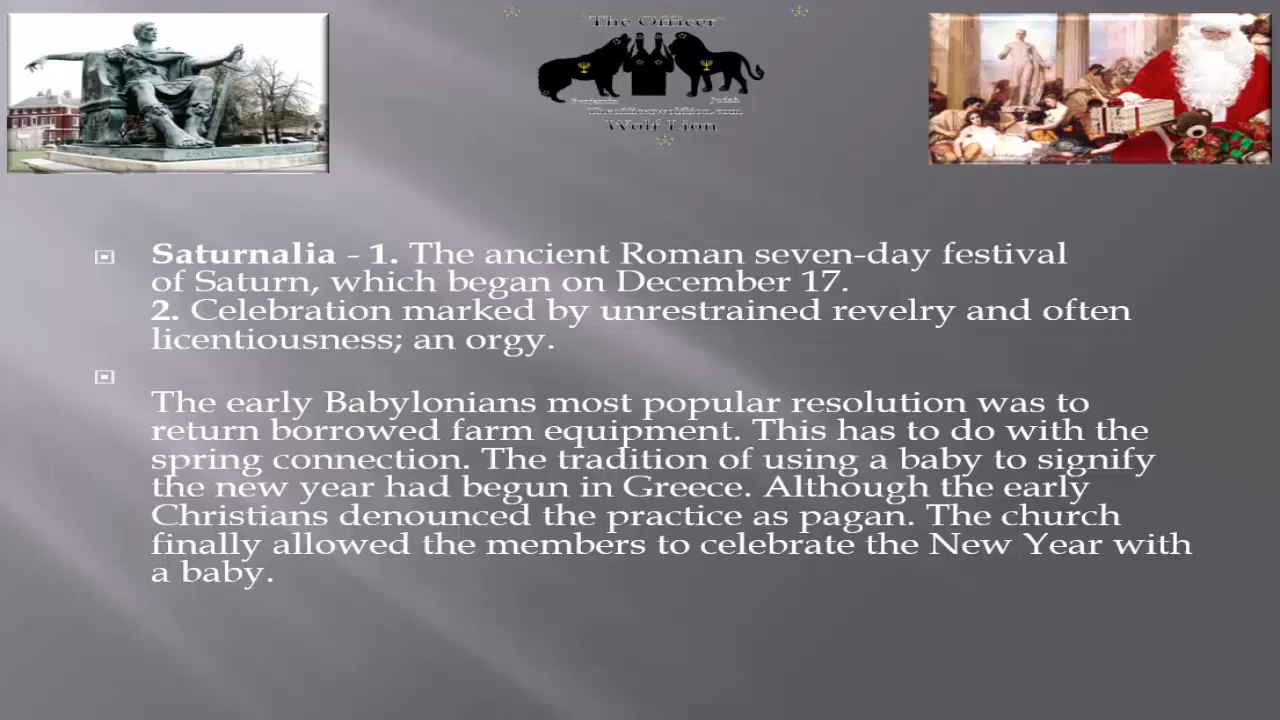 "The Officer"
Benjamin Judah
Wolf Lion
Saturnalia - 1. The ancient Roman seven-day festival
of Saturn, which began on December 17.
2. Celebration marked by unrestrained revelry and often
licentiousness; an orgy.
The early Babylonians most popular resolution was to
return borrowed farm equipment. This has to do with the
spring connection. The tradition of using a baby to signify
the new year had begun in Greece. Although the early
Christians denounced the practice as pagan. The church
finally allowed the members to celebrate the New Year with
a baby.